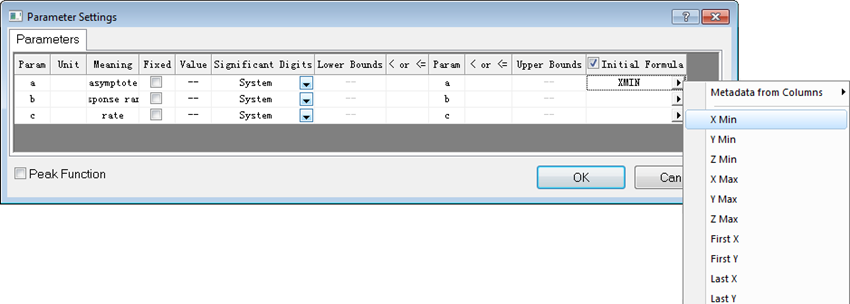 Parameter Settings
Parameters
Param Unit Meaning Fixed Value Significant Digits Lower Bounds < or <= Param < or <= Upper Bounds Initial Formula
a asymptote -- System -- a -- XMIN
b sponse rar -- System -- b --
c rate -- System -- c --
Peak Function
OK
Can
Metadata from Columns
X Min
Y Min
Z Min
X Max
Y Max
Z Max
First X
First Y
Last X
Last Y